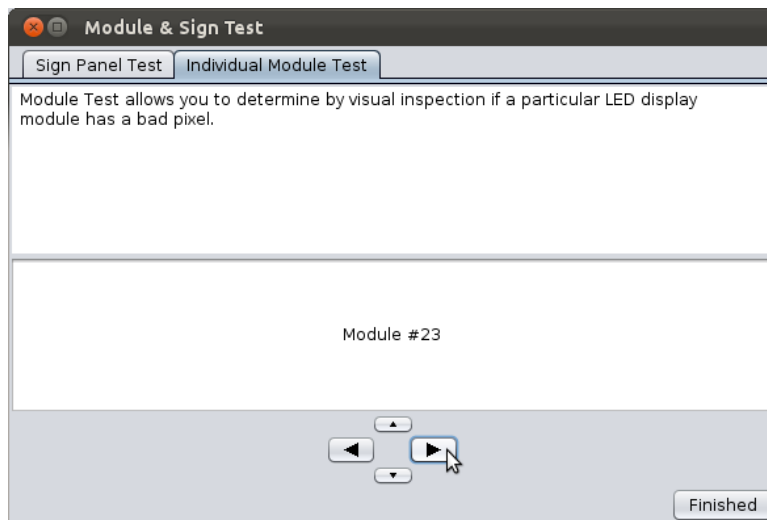 Module & Sign Test
Sign Panel Test
Individual Module Test
Module Test allows you to determine by visual inspection if a particular LED display
module has a bad pixel.
Module #23
Finished